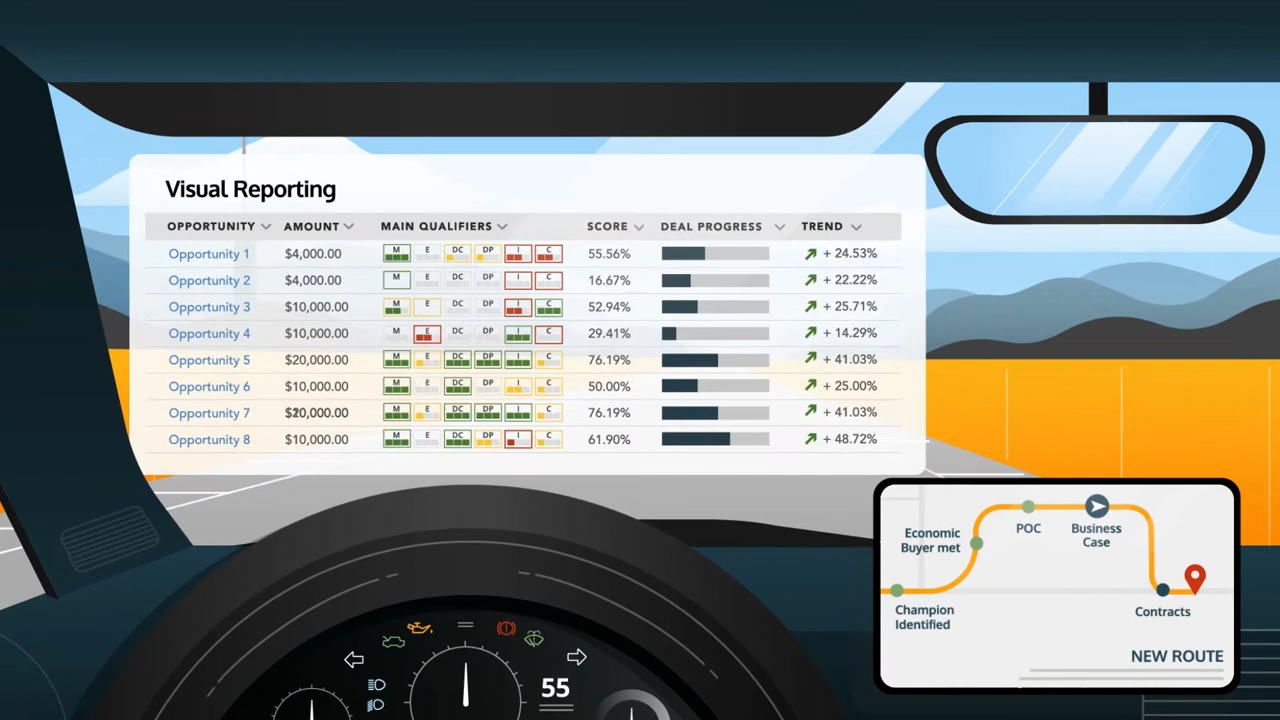 Visual Reporting
OPPORTUNITY AMOUNT MAIN QUALIFIERS SCORE DEAL PROGRESS TREND
Opportunity 1 $4,000.00 M E DC DP I C 55.56% + 24.53%
Opportunity 2 $4,000.00 M E DC DP I C 16.67% + 22.22%
Opportunity 3 $10,000.00 M E DC DP I C 52.94% + 25.71%
Opportunity 4 $10,000.00 M E DC DP I C 29.41% + 14.29%
Opportunity 5 $20,000.00 M E DC DP I C 76.19% + 41.03%
Opportunity 6 $10,000.00 M E DC DP I C 50.00% + 25.00%
Opportunity 7 M E DC DP I C 76.19% + 41.03%
Opportunity 8 $10,000.00 M E DC DP I C 61.90% + 48.72%
Economic
Buyer met
POC
Business
Case
Champion
Identified
Contracts
NEW ROUTE
55